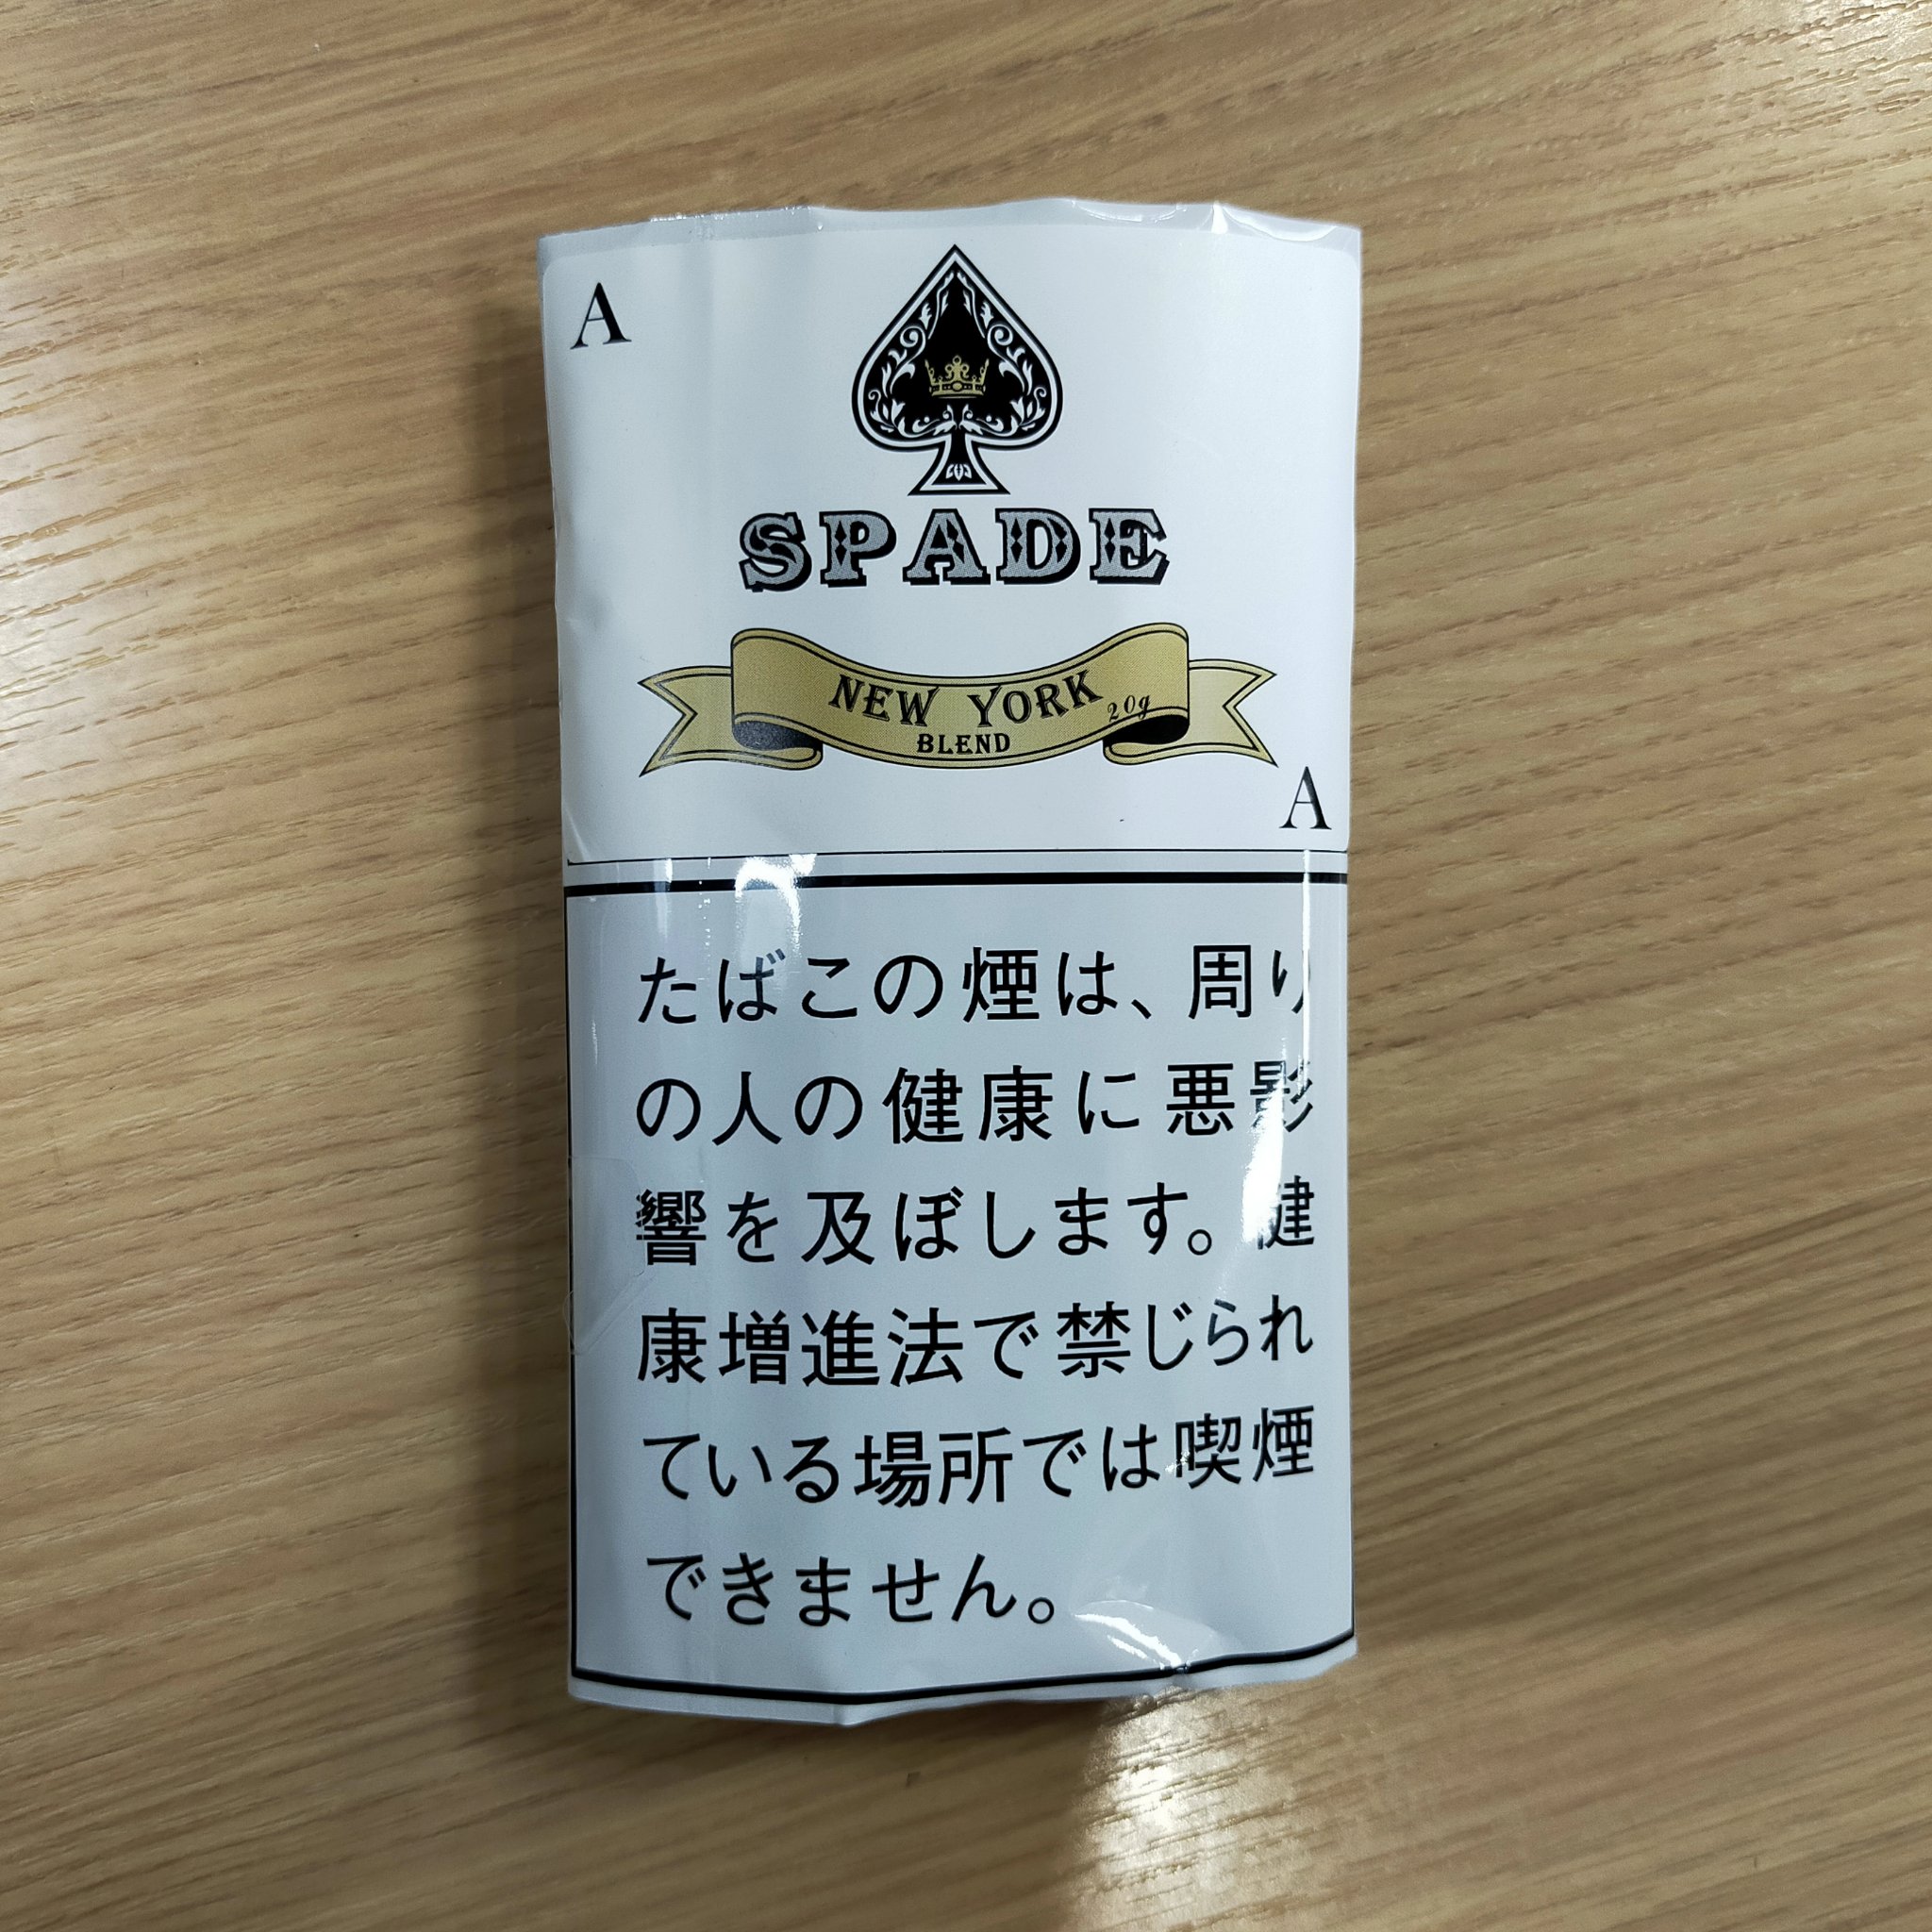 A
SPADE
NEW YORK 20g
BLEND
A
たばこの煙は、周り
の人の健康に悪影
響を及ぼします。健
康増進法で禁じられ
ている場所では喫煙
できません。